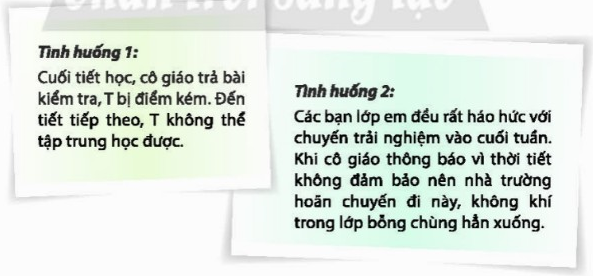 Tình huống 1:
Cuối tiết học, cô giáo trả bài
kiểm tra, T bị điểm kém. Đến
tiết tiếp theo, T không thể
tập trung học được.
Tình huống 2:
Các bạn lớp em đều rất háo hức với
chuyến trải nghiệm vào cuối tuần.
Khi cô giáo thông báo vì thời tiết
không đảm bảo nên nhà trường
hoãn chuyến đi này, không khí
trong lớp bỗng chùng hẳn xuống.